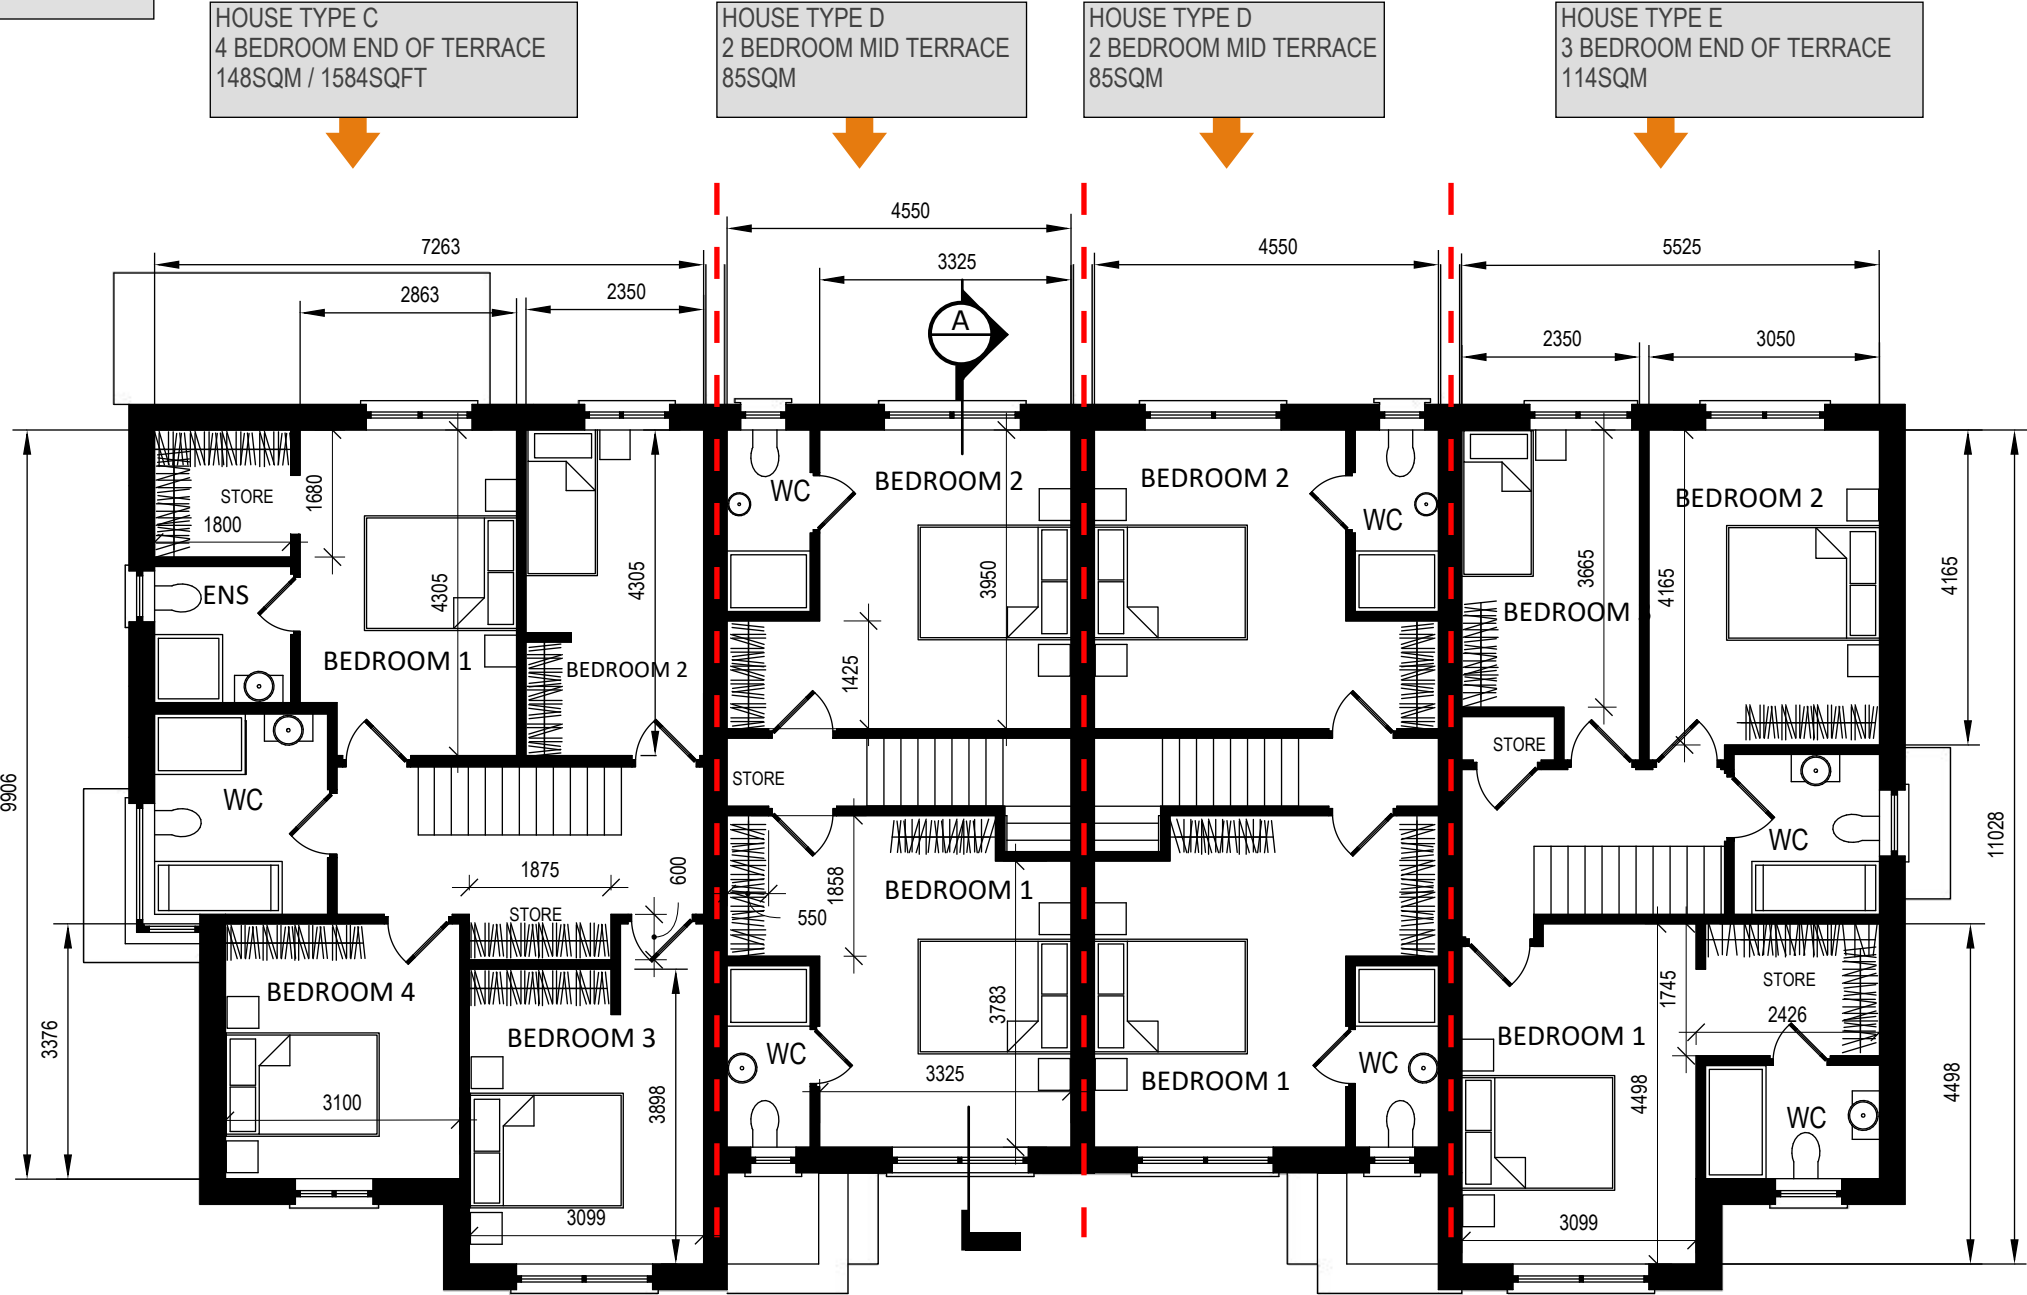 HOUSE TYPE C
4 BEDROOM END OF TERRACE
148SQM / 1584SQFT
HOUSE TYPE D
2 BEDROOM MID TERRACE
85SQM
HOUSE TYPE D
2 BEDROOM MID TERRACE
85SQM
HOUSE TYPE E
3 BEDROOM END OF TERRACE
114SQM
4550
7263
3325
4550
5525
2863
2350
A
2350
3050
STORE
1680
1800
BEDROOM 2
WC
BEDROOM 2
WC
BEDROOM 2
ENS
4305
4305
3950
3665
4165
4165
BEDROOM
BEDROOM 1
BEDROOM 2
1425
STORE
STORE
9906
WC
WC
11028
1875
600
1858
BEDROOM 1
STORE
550
BEDROOM 4
BEDROOM 3
3376
3783
1745
STORE
2426
BEDROOM 1
WC
3325
BEDROOM 1
WC
3100
3898
4498
4498
WC
3099
3099